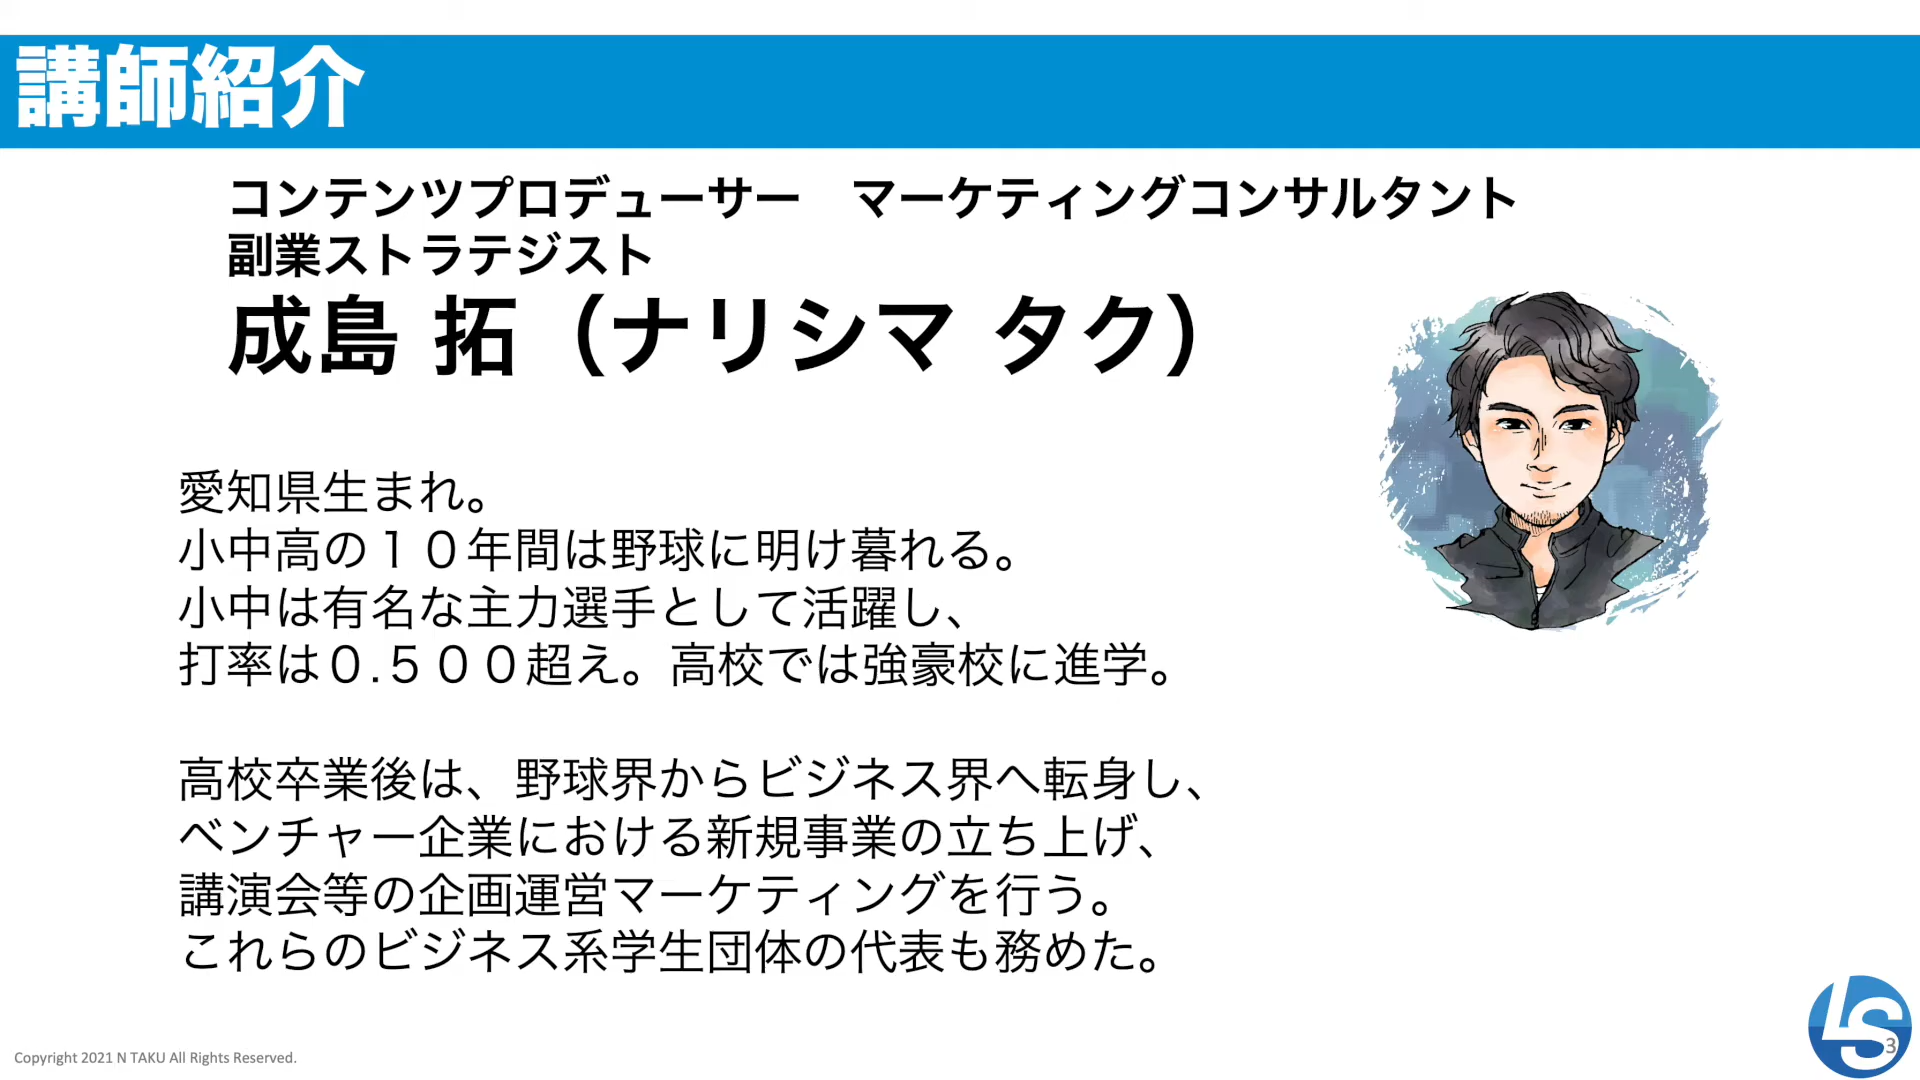 講師紹介
コンテンツプロデューサー　マーケティングコンサルタント
副業ストラテジスト
成島 拓（ナリシマ タク）
愛知県生まれ。
小中高の１０年間は野球に明け暮れる。
小中は有名な主力選手として活躍し、
打率は０.５００超え。高校では強豪校に進学。
高校卒業後は、野球界からビジネス界へ転身し、
ベンチャー企業における新規事業の立ち上げ、
講演会等の企画運営マーケティングを行う。
これらのビジネス系学生団体の代表も務めた。
LS
3
Copyright 2021 N TAKU All Rights Reserved.